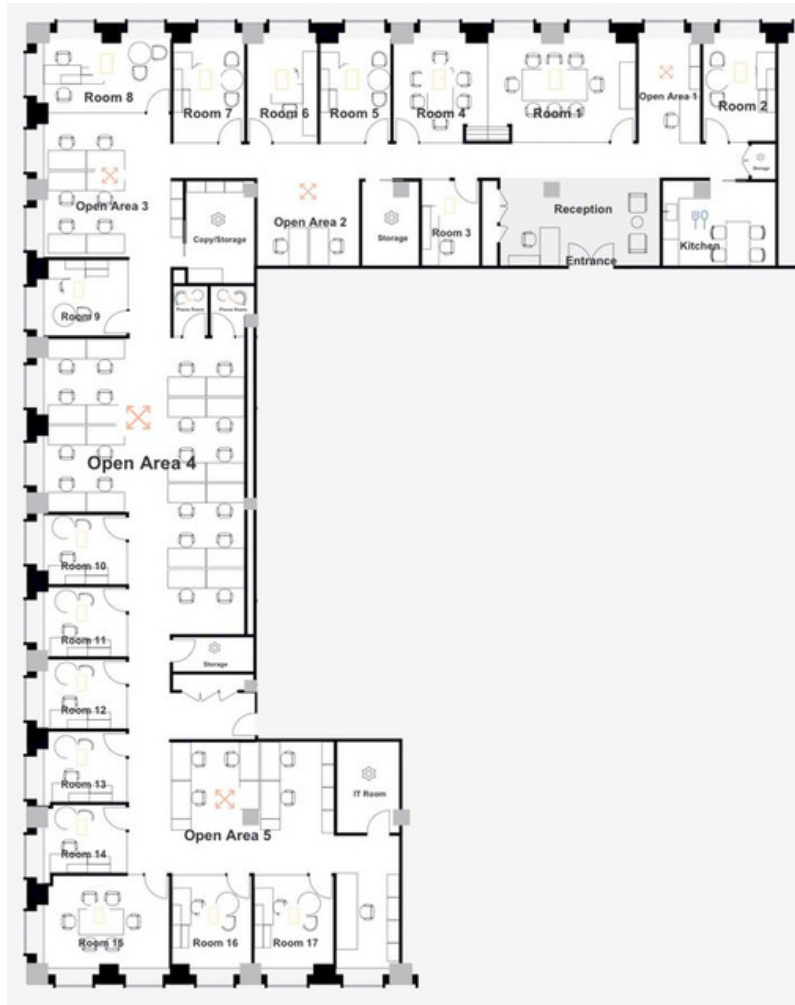 Room 8
Room 7
Room 6
Room 5
Room 4
Room 1
Open Area 1
Room 2
Storage
Open Area 3
Open Area 2
Copy/Storage
Storage
Room 3
Reception
Entrance
Kitchen
Room 9
Phone Room
Phone Room
Open Area 4
Room 10
Room 11
Storage
Room 12
Room 13
IT Room
Open Area 5
Room 14
Room 15
Room 16
Room 17